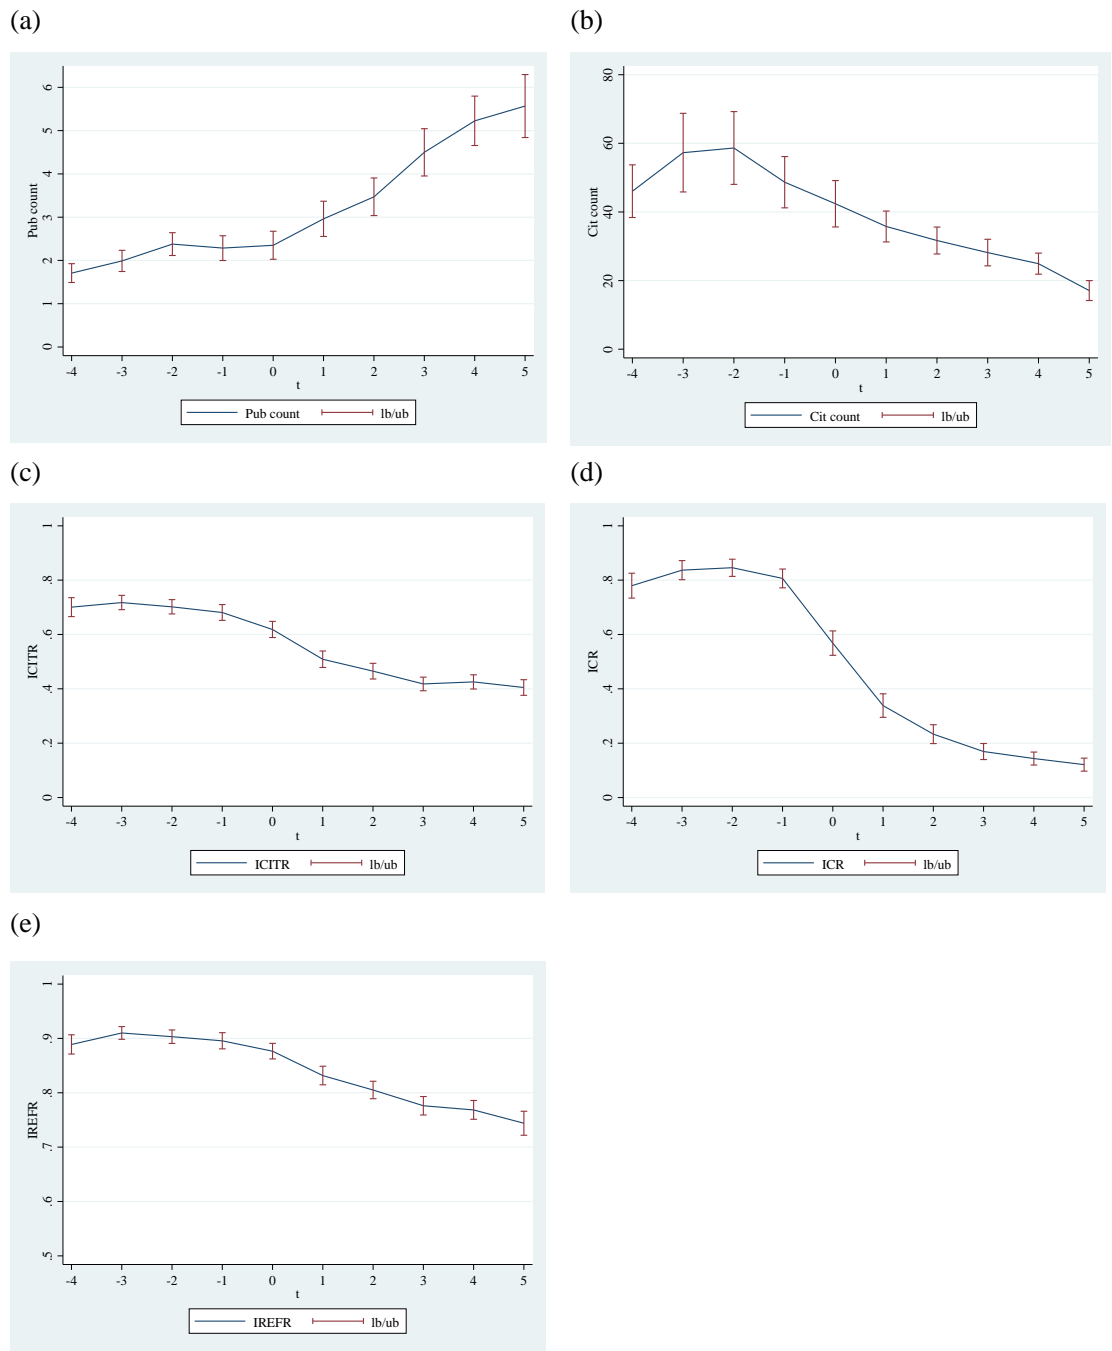 (a)
(b)
Pub count
0 1 2 3 4 5 6
-4 -3 -2 -1 0 1 2 3 4 5
t
Pub count lb/ub
Cit count
0 20 40 60 80
-4 -3 -2 -1 0 1 2 3 4 5
t
Cit count lb/ub
(c)
(d)
ICITR
0 .2 .4 .6 .8 1
-4 -3 -2 -1 0 1 2 3 4 5
t
ICITR lb/ub
ICR
0 .2 .4 .6 .8 1
-4 -3 -2 -1 0 1 2 3 4 5
t
ICR lb/ub
(e)
IREFR
.5 .6 .7 .8 .9 1
-4 -3 -2 -1 0 1 2 3 4 5
t
IREFR lb/ub